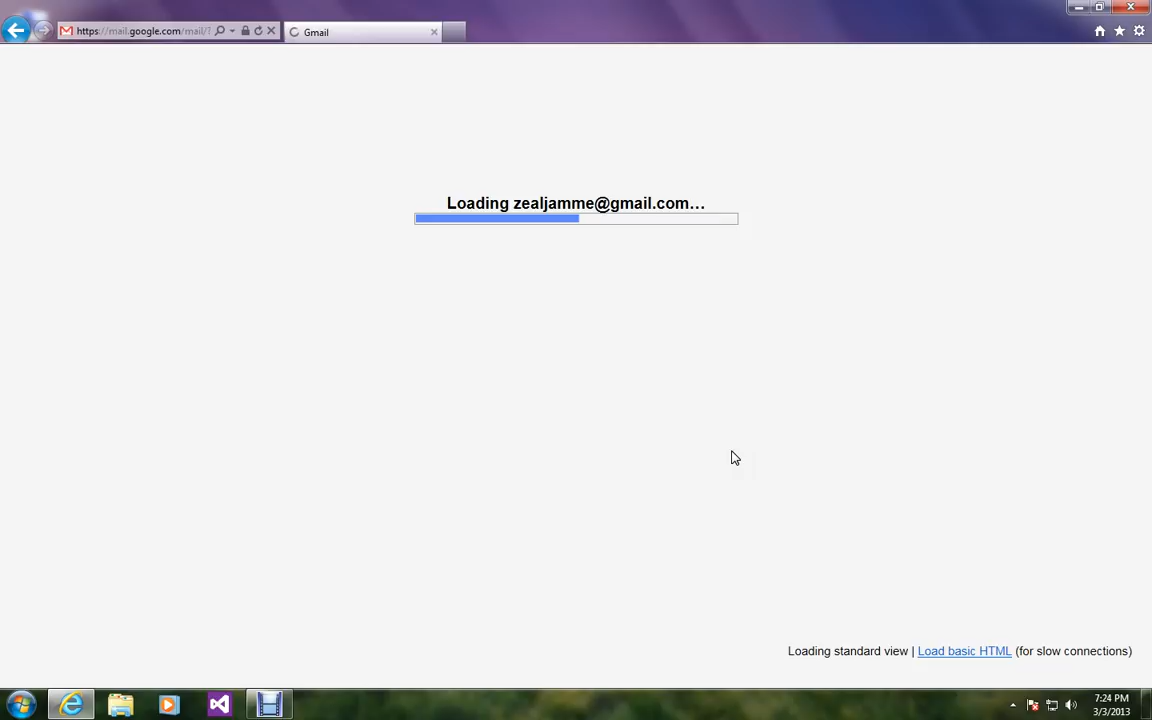 https://mail.google.com/mail/?
Gmail
Loading zealjamme@gmail.com...
Loading standard view | Load basic HTML (for slow connections)
7:24 PM
3/3/2013